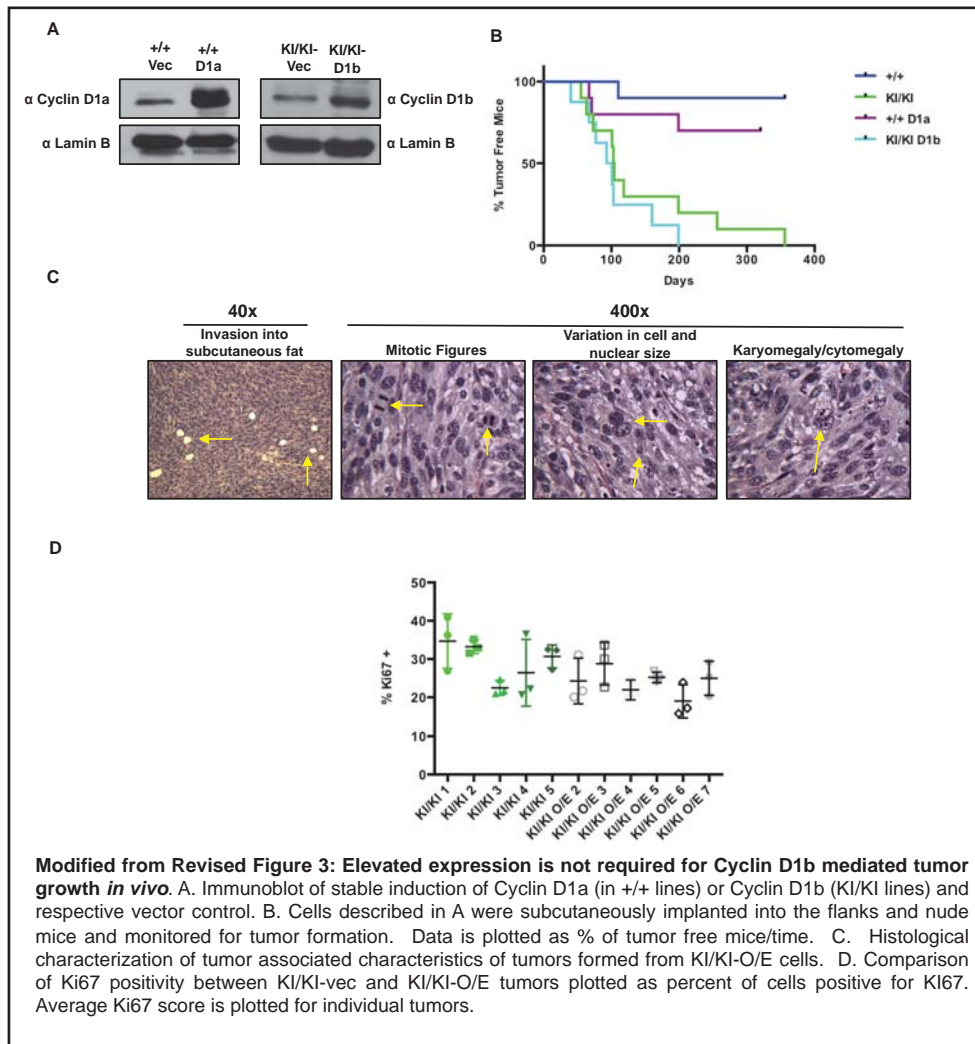 A
+/+ +/+ KI/KI- KI/KI-
Vec D1a Vec D1b
α Cyclin D1a
α Cyclin D1b
α Lamin B
α Lamin B
B
100
50
0
% Tumor Free Mice
0 100 200 300 400
Days
+/+
KI/KI
+/+ D1a
KI/KI D1b
C
40x
400x
Invasion into
subcutaneous fat
Mitotic Figures
Variation in cell and
nuclear size
Karyomegaly/cytomegaly
D
50
40
30
20
10
0
% Ki67 +
KI/KI 1
KI/KI 2
KI/KI 3
KI/KI 4
KI/KI 5
KI/KI O/E 2
KI/KI O/E 3
KI/KI O/E 4
KI/KI O/E 5
KI/KI O/E 6
KI/KI O/E 7
Modified from Revised Figure 3: Elevated expression is not required for Cyclin D1b mediated tumor
growth in vivo. A. Immunoblot of stable induction of Cyclin D1a (in +/+ lines) or Cyclin D1b (KI/KI lines) and
respective vector control. B. Cells described in A were subcutaneously implanted into the flanks and nude
mice and monitored for tumor formation. Data is plotted as % of tumor free mice/time. C. Histological
characterization of tumor associated characteristics of tumors formed from KI/KI-O/E cells. D. Comparison
of Ki67 positivity between KI/KI-vec and KI/KI-O/E tumors plotted as percent of cells positive for KI67.
Average Ki67 score is plotted for individual tumors.